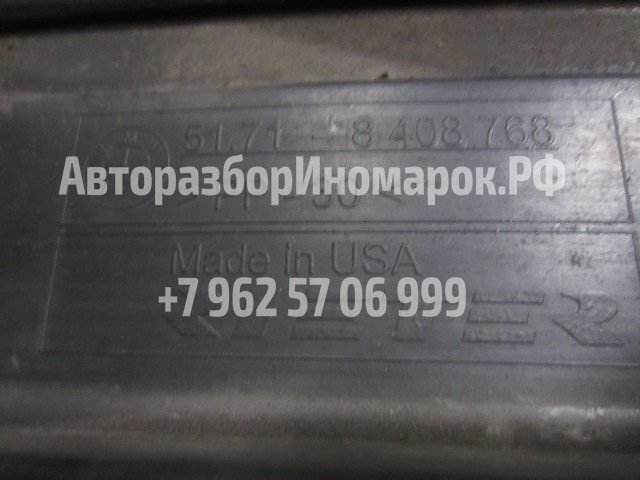 51.71 - 8 408 768
АвторазборИномарок.РФ
Made in USA
+7 962 57 06 999